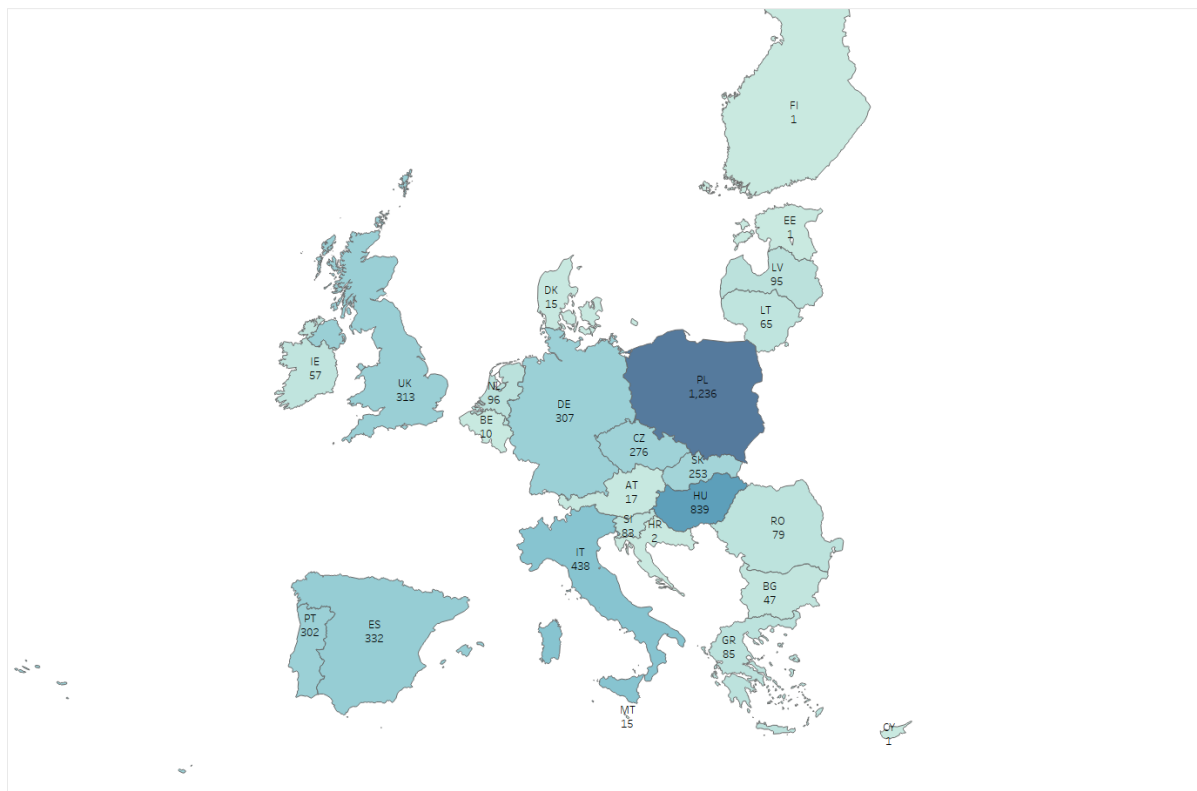 FI
1
EE
1
LV
95
DK
15
LT
65
IE
57
PL
1,236
UK
313
NL
96
DE
307
BE
10
CZ
276
SK
253
AT
17
HU
839
SI
83
HR
2
RO
79
IT
438
BG
47
PT
302
ES
332
GR
85
MT
15
CY
1